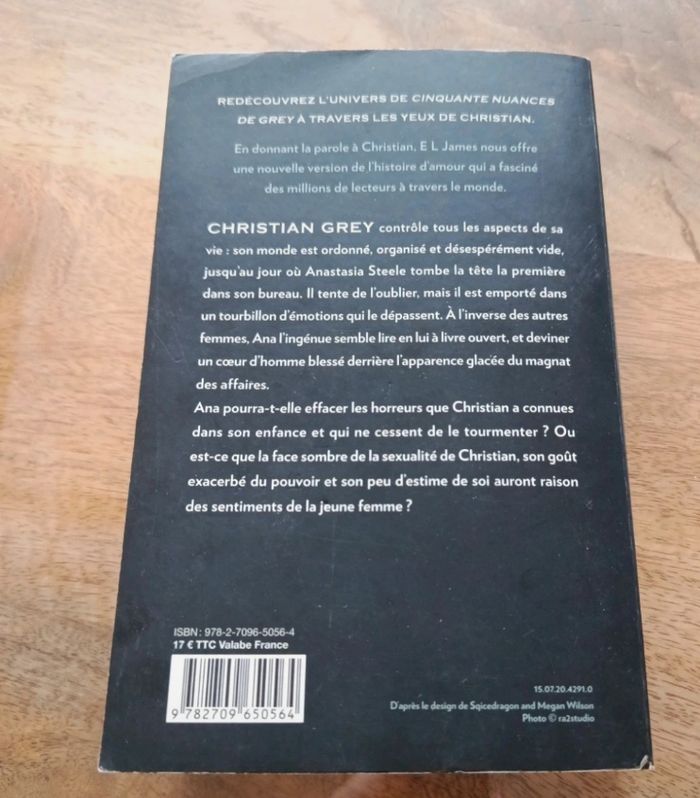 REDÉCOUVREZ L'UNIVERS DE CINQUANTE NUANCES
DE GREY À TRAVERS LES YEUX DE CHRISTIAN.
En donnant la parole à Christian, E L James nous offre
une nouvelle version de l'histoire d'amour qui a fasciné
des millions de lecteurs à travers le monde.
CHRISTIAN GREY contrôle tous les aspects de sa
vie : son monde est ordonné, organisé et désespérément vide,
jusqu'au jour où Anastasia Steele tombe la tête la première
dans son bureau. Il tente de l'oublier, mais il est emporté dans
un tourbillon d'émotions qui le dépassent. À l'inverse des autres
femmes, Ana l'ingénue semble lire en lui à livre ouvert, et deviner
un cœur d'homme blessé derrière l'apparence glacée du magnat
des affaires.
Ana pourra-t-elle effacer les horreurs que Christian a connues
dans son enfance et qui ne cessent de le tourmenter ? Ou
est-ce que la face sombre de la sexualité de Christian, son goût
exacerbé du pouvoir et son peu d'estime de soi auront raison
des sentiments de la jeune femme ?
ISBN : 978-2-7096-5056-4
17 € TTC Valabe France
9 782709 650564
15.07.20.4291.0
D'après le design de Sqicedragon and Megan Wilson
Photo © ra2studio